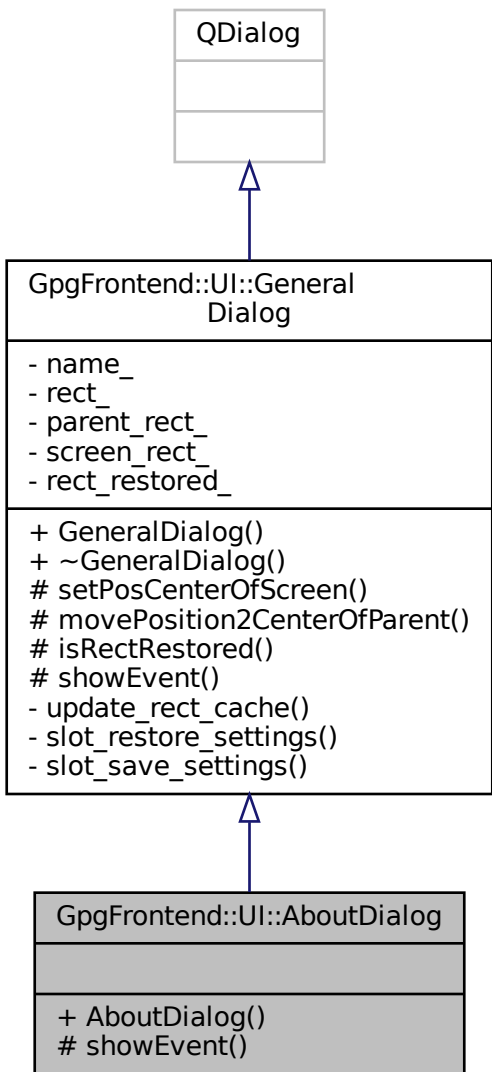 QDialog
GpgFrontend::UI::General
Dialog
- name_
- rect_
- parent_rect_
- screen_rect_
- rect_restored_
+ GeneralDialog()
+ ~GeneralDialog()
# setPosCenterOfScreen()
# movePosition2CenterOfParent()
# isRectRestored()
# showEvent()
- update_rect_cache()
- slot_restore_settings()
- slot_save_settings()
GpgFrontend::UI::AboutDialog
+ AboutDialog()
# showEvent()